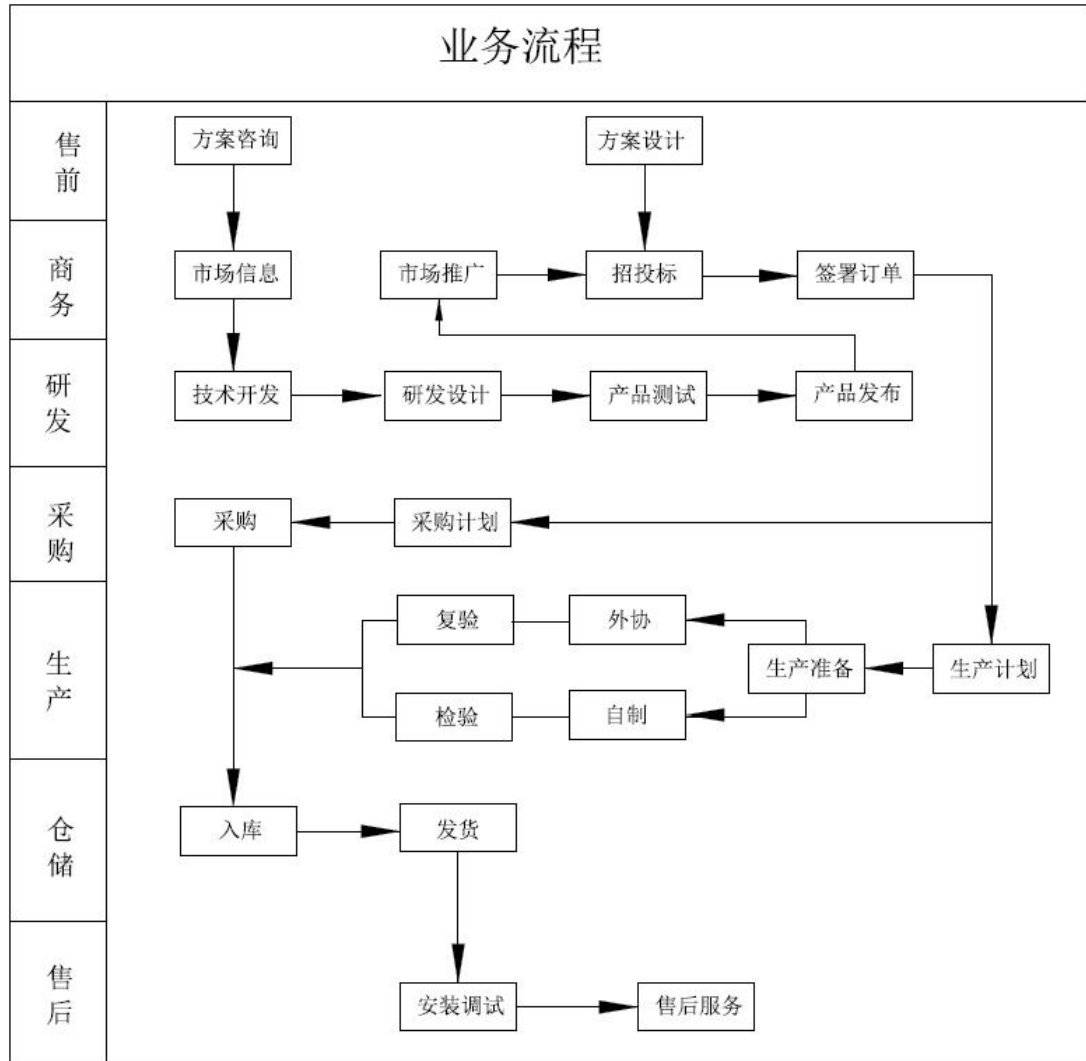 业务流程
售前
方案咨询
方案设计
商务
市场信息
市场推广
招投标
签署订单
研发
技术开发
研发设计
产品测试
产品发布
采购
采购
采购计划
生产
复验
外协
生产准备
生产计划
检验
自制
仓储
入库
发货
售后
安装调试
售后服务